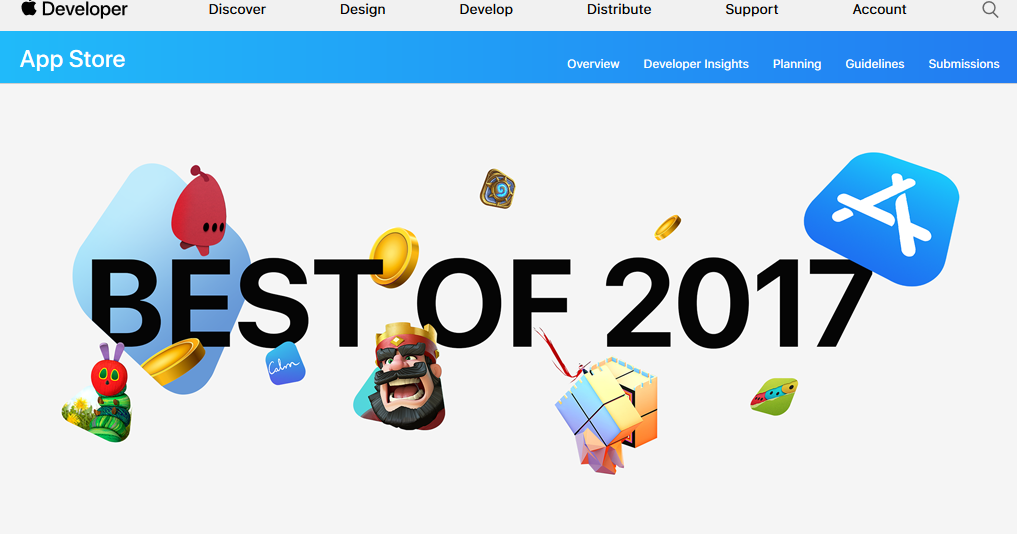 Developer Discover Design Develop Distribute Support Account
App Store Overview Developer Insights Planning Guidelines Submissions
BEST OF 2017
Calm